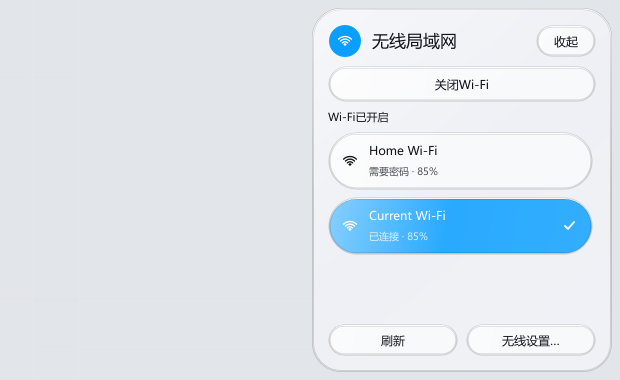 无线局域网
收起
关闭Wi-Fi
Wi-Fi已开启
Home Wi-Fi
需要密码 · 85%
Current Wi-Fi
已连接 · 85%
刷新
无线设置...